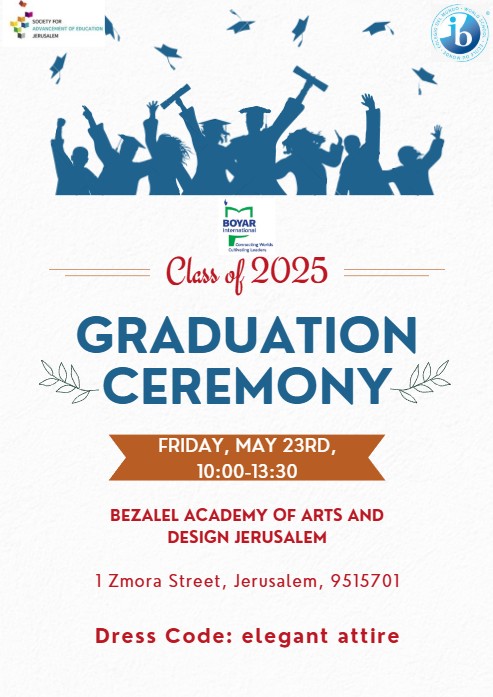 SOCIETY FOR
ADVANCEMENT OF EDUCATION
JERUSALEM
ib
BOYAR
International
Connecting Worlds
Cultivating Leaders
Class of 2025
GRADUATION
CEREMONY
FRIDAY, MAY 23RD,
10:00-13:30
BEZALEL ACADEMY OF ARTS AND
DESIGN JERUSALEM
1 Zmora Street, Jerusalem, 9515701
Dress Code: elegant attire